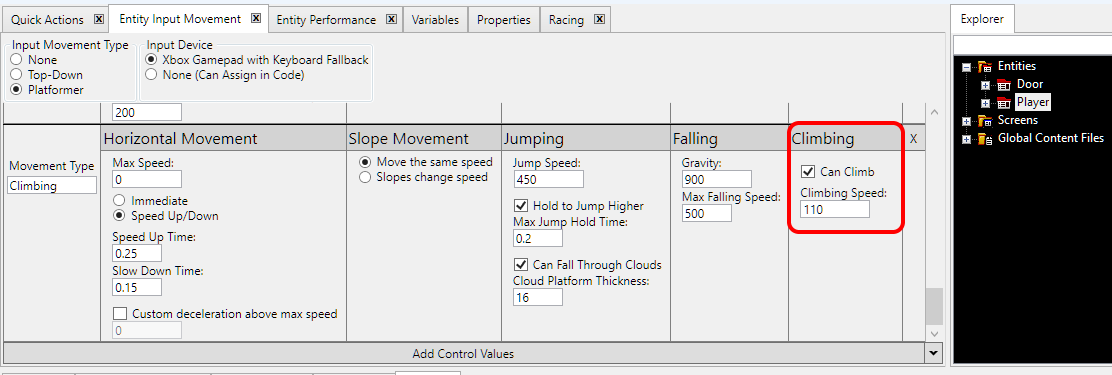 Quick Actions
Entity Input Movement
Entity Performance
Variables
Properties
Racing
Explorer
Input Movement Type
None
Top-Down
Platformer
Input Device
Xbox Gamepad with Keyboard Fallback
None (Can Assign in Code)
Entities
Door
Player
Screens
Global Content Files
200
Movement Type
Climbing
Horizontal Movement
Max Speed:
0
Immediate
Speed Up/Down
Speed Up Time:
0.25
Slow Down Time:
0.15
Custom deceleration above max speed
0
Slope Movement
Move the same speed
Slopes change speed
Jumping
Jump Speed:
450
Hold to Jump Higher
Max Jump Hold Time:
0.2
Can Fall Through Clouds
Cloud Platform Thickness:
16
Falling
Gravity:
900
Max Falling Speed:
500
Climbing
Can Climb
Climbing Speed:
110
X
Add Control Values